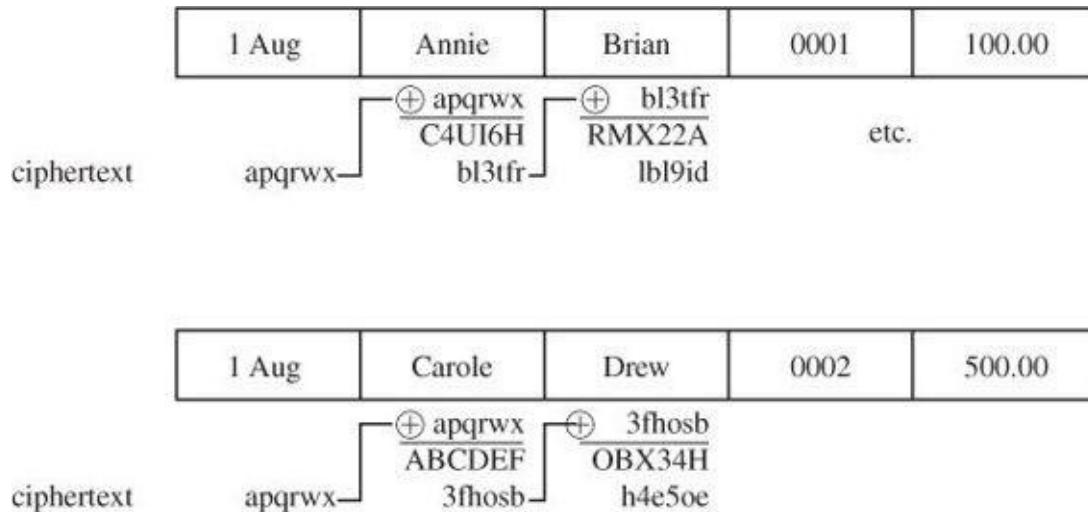 1 Aug Annie Brian 0001 100.00
⊕ apqrwx ⊕ bl3tfr
C4UI6H RMX22A etc.
ciphertext apqrwx bl3tfr lbl9id
1 Aug Carole Drew 0002 500.00
⊕ apqrwx ⊕ 3fhosb
ABCDEF OBX34H
ciphertext apqrwx 3fhosb h4e5oe